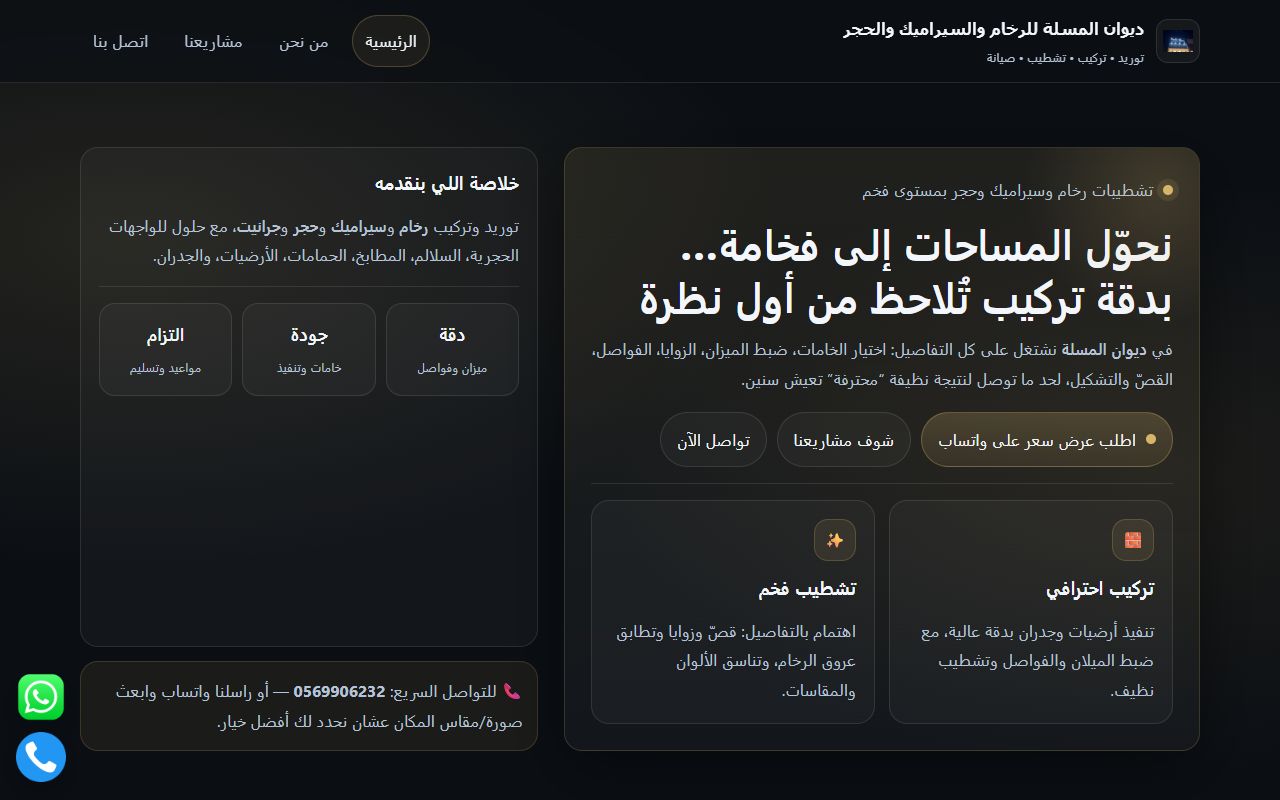 ديوان المسلة للرخام والسيراميك والحجر
توريد • تركيب • تشطيب • صيانة
الرئيسية
من نحن
مشاريعنا
اتصل بنا
تشطيبات رخام وسيراميك وحجر بمستوى فخم
نحوّل المساحات إلى فخامة...
بدقة تركيب تُلاحظ من أول نظرة
في ديوان المسلة نشتغل على كل التفاصيل: اختيار الخامات، ضبط الميزان، الزوايا، الفواصل،
القصّ والتشكيل، لحد ما توصل لنتيجة نظيفة "محترفة" تعيش سنين.
اطلب عرض سعر على واتساب
شوف مشاريعنا
تواصل الآن
تركيب احترافي
تنفيذ أرضيات وجدران بدقة عالية، مع
ضبط الميلان والفواصل وتشطيب
نظيف.
تشطيب فخم
اهتمام بالتفاصيل: قصّ وزوايا وتطابق
عروق الرخام، وتناسق الألوان
والمقاسات.
خلاصة اللي بنقدمه
توريد وتركيب رخام وسيراميك وحجر وجرانيت، مع حلول للواجهات
الحجرية، السلالم، المطابخ، الحمامات، الأرضيات، والجدران.
دقة
ميزان وفواصل
جودة
خامات وتنفيذ
التزام
مواعيد وتسليم
للتواصل السريع: 0569906232 — أو راسلنا واتساب وابعث
صورة/مقاس المكان عشان نحدد لك أفضل خيار.